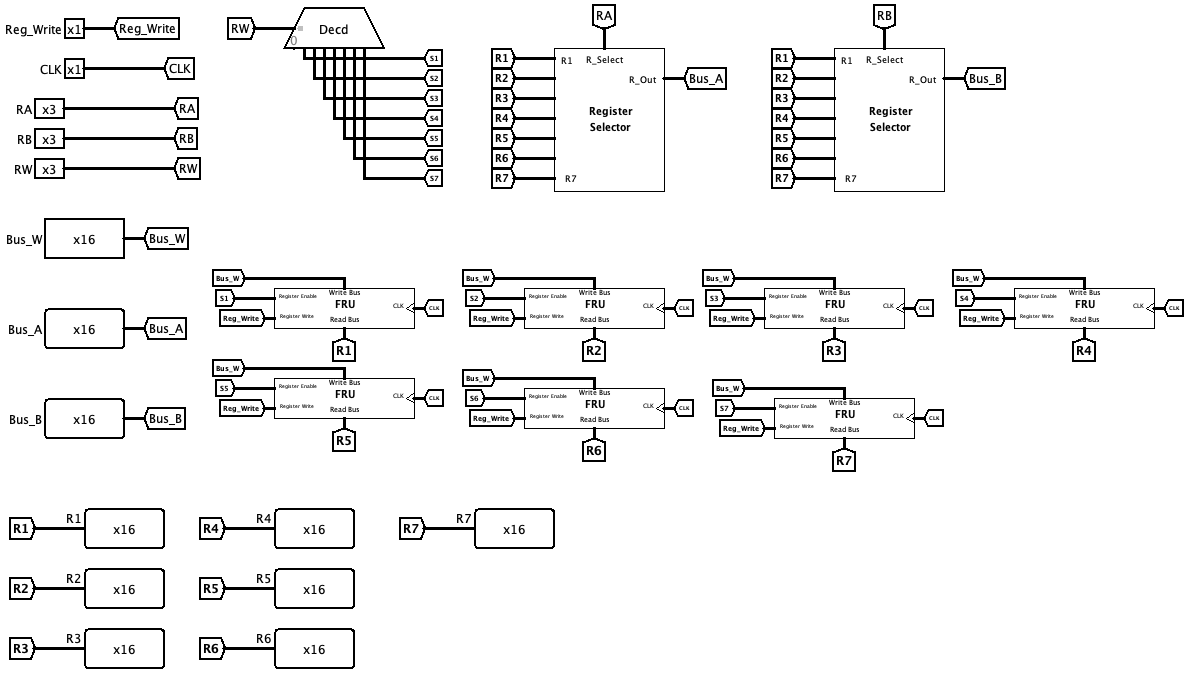 Reg_Write x1 Reg_Write
CLK x1 CLK
RA x3 RA
RB x3 RB
RW x3 RW
RW Decd
0
S1
S2
S3
S4
S5
S6
S7
RA
R1 R1 R_Select
R2 R_Out Bus_A
R3 Register
R4 Selector
R5
R6
R7 R7
RB
R1 R1 R_Select
R2 R_Out Bus_B
R3 Register
R4 Selector
R5
R6
R7 R7
Bus_W x16 Bus_W
Bus_A x16 Bus_A
Bus_B x16 Bus_B
Bus_W
S1 Register Enable Write Bus
FRU CLK CLK
Reg_Write Register Write Read Bus
R1
Bus_W
S2 Register Enable Write Bus
FRU CLK CLK
Reg_Write Register Write Read Bus
R2
Bus_W
S3 Register Enable Write Bus
FRU CLK CLK
Reg_Write Register Write Read Bus
R3
Bus_W
S4 Register Enable Write Bus
FRU CLK CLK
Reg_Write Register Write Read Bus
R4
Bus_W
S5 Register Enable Write Bus
FRU CLK CLK
Reg_Write Register Write Read Bus
R5
Bus_W
S6 Register Enable Write Bus
FRU CLK CLK
Reg_Write Register Write Read Bus
R6
Bus_W
S7 Register Enable Write Bus
FRU CLK CLK
Reg_Write Register Write Read Bus
R7
R1 R1 x16
R4 R4 x16
R7 R7 x16
R2 R2 x16
R5 R5 x16
R3 R3 x16
R6 R6 x16